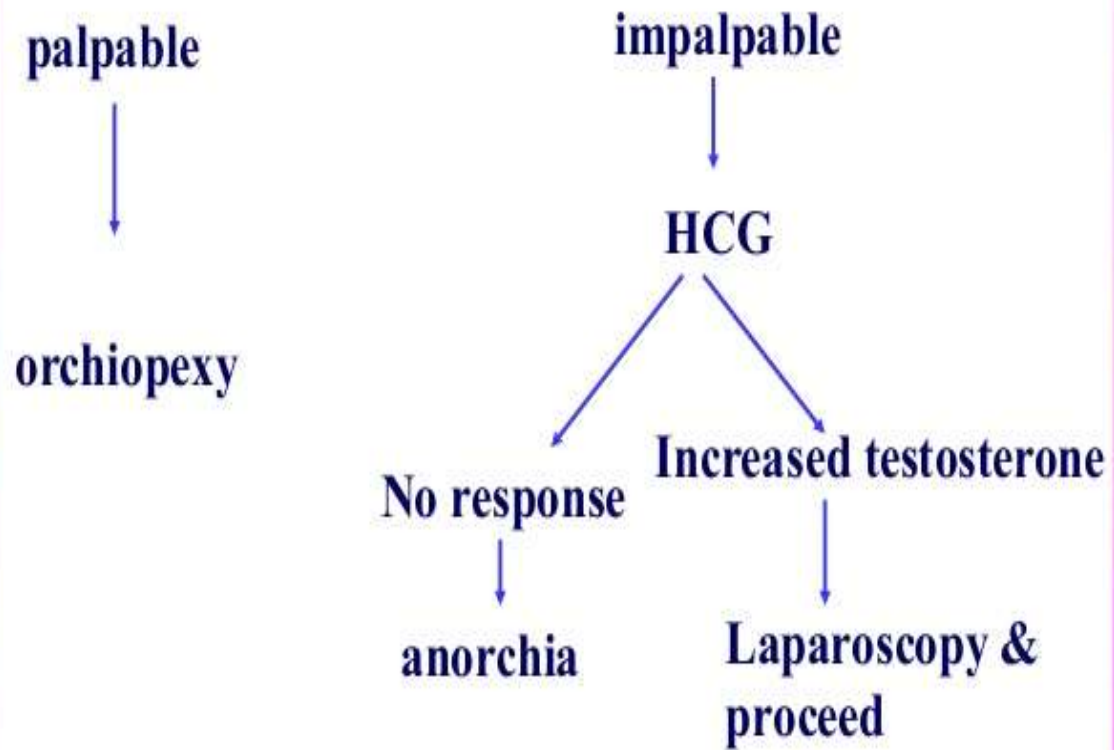 palpable
orchiopexy
impalpable
HCG
No response
anorchia
Increased testosterone
Laparoscopy &
proceed